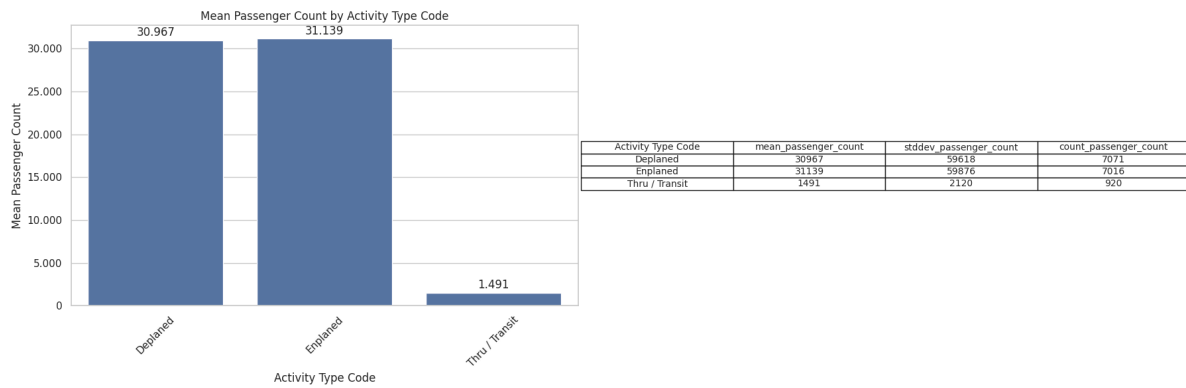 Mean Passenger Count by Activity Type Code
30.967
31.139
1.491
30.000
25.000
20.000
15.000
10.000
5.000
0
Mean Passenger Count
Deplaned
Enplaned
Thru / Transit
Activity Type Code
Activity Type Code mean_passenger_count stddev_passenger_count count_passenger_count
Deplaned 30967 59618 7071
Enplaned 31139 59876 7016
Thru / Transit 1491 2120 920